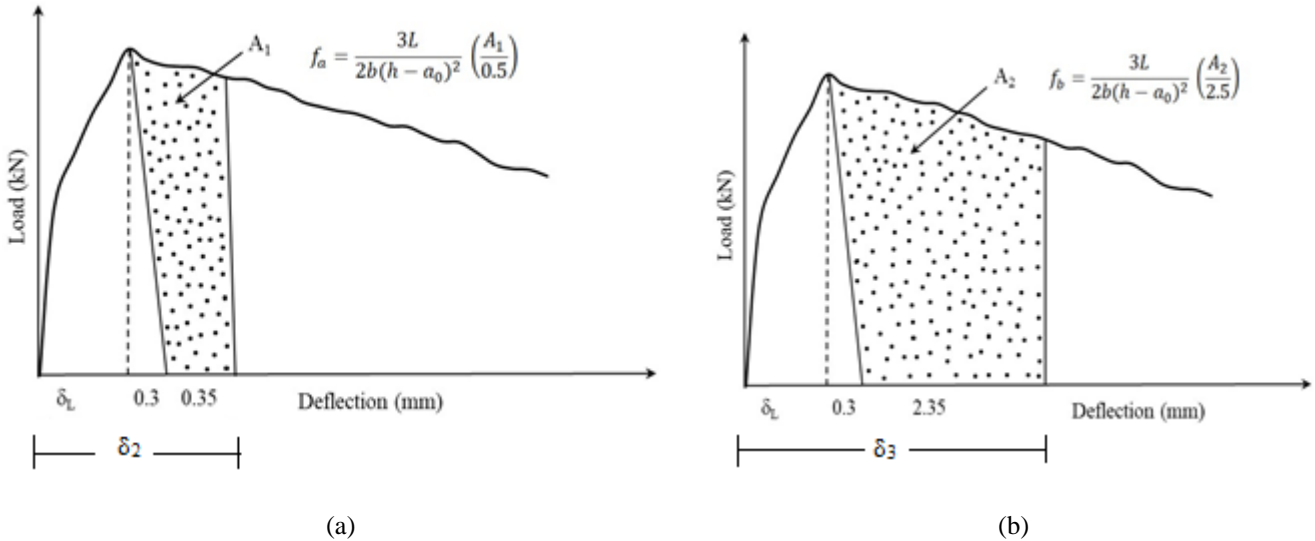 A₁
fₐ = 3L / 2b(h − a₀)² (A₁ / 0.5)
Load (kN)
δ_L 0.3 0.35 Deflection (mm)
δ2
(a)
A₂
f_b = 3L / 2b(h − a₀)² (A₂ / 2.5)
Load (kN)
δ_L 0.3 2.35 Deflection (mm)
δ3
(b)